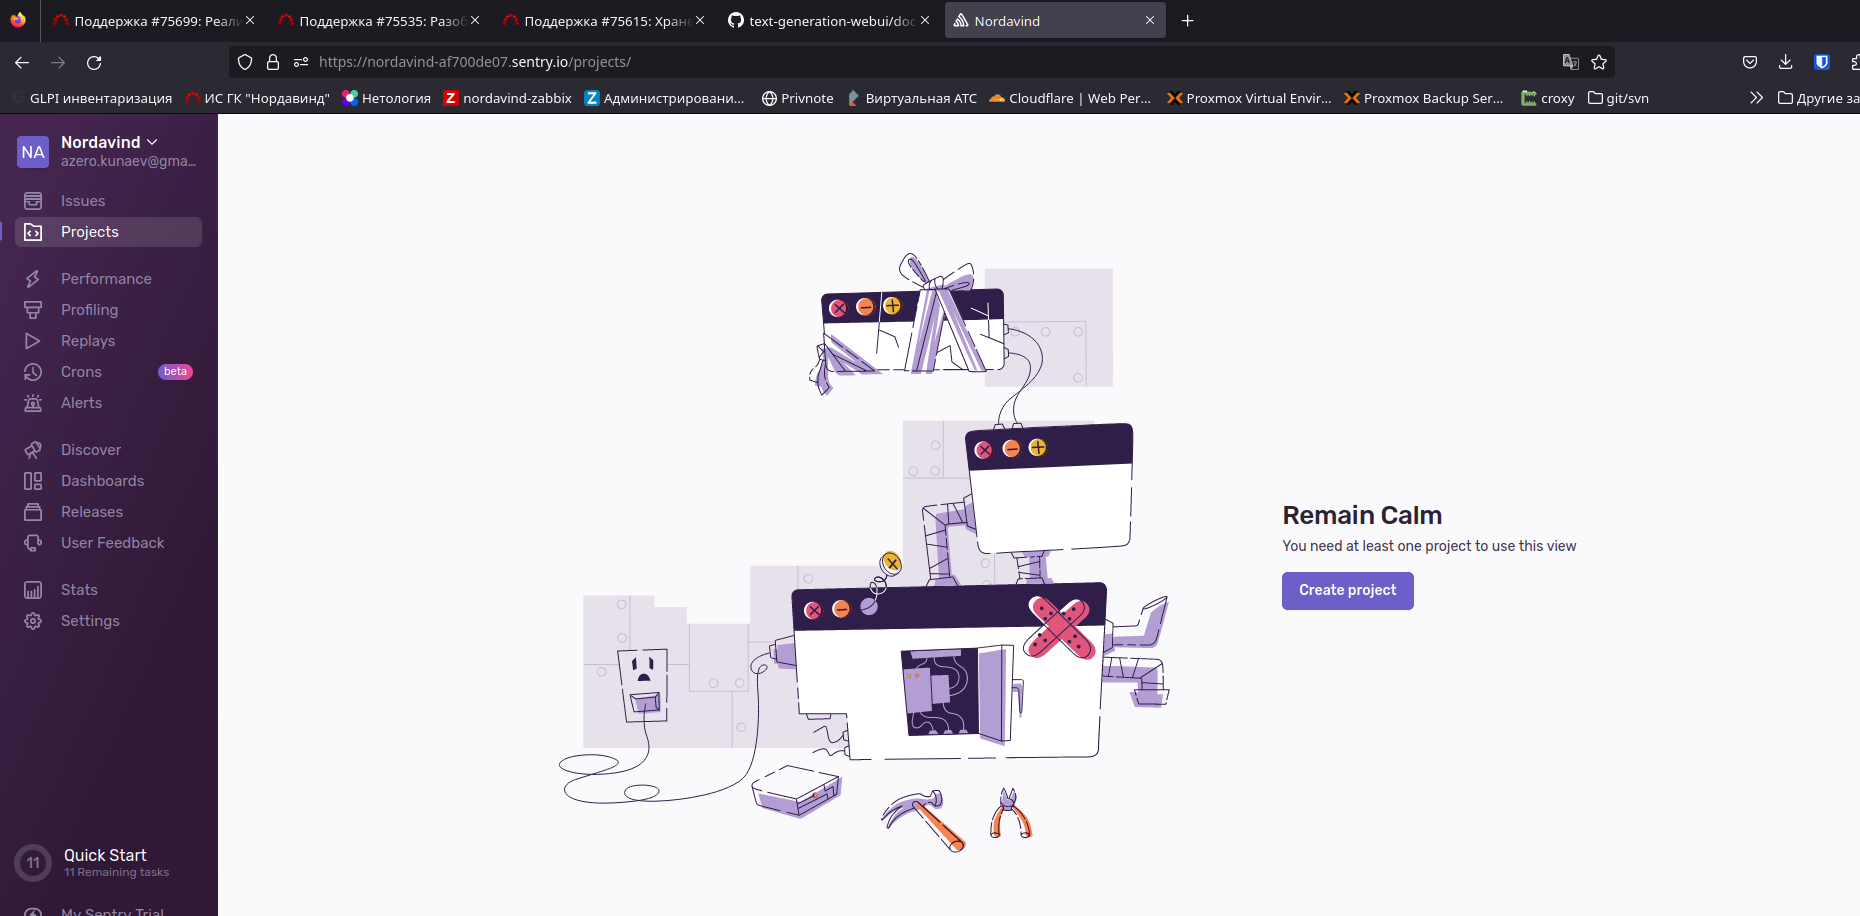 Поддержка #75699: Реали
Поддержка #75535: Разоб
Поддержка #75615: Хране
text-generation-webui/doc
Nordavind
https://nordavind-af700de07.sentry.io/projects/
GLPI инвентаризация
ИС ГК "Нордавинд"
Нетология
nordavind-zabbix
Администрировани...
Privnote
Виртуальная АТС
Cloudflare | Web Per...
Proxmox Virtual Envir...
Proxmox Backup Ser...
croxy
git/svn
Другие за
NA
Nordavind
azero.kunaev@gma...
Issues
Projects
Performance
Profiling
Replays
Crons
beta
Alerts
Discover
Dashboards
Releases
User Feedback
Stats
Settings
Remain Calm
You need at least one project to use this view
Create project
11
Quick Start
11 Remaining tasks
My Sentry Trial